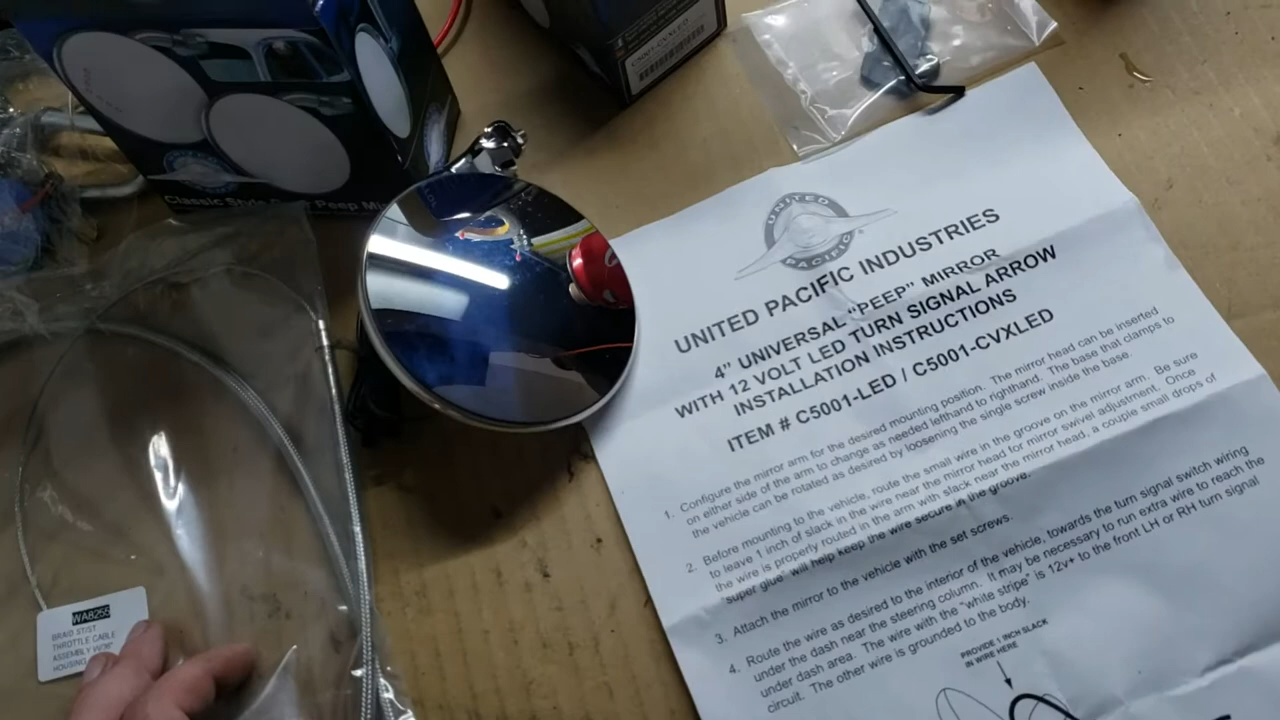 Classic Style
Peep
C5001-CVXLED
UNITED
PACIFIC
UNITED PACIFIC INDUSTRIES
4” UNIVERSAL “PEEP” MIRROR
WITH 12 VOLT LED TURN SIGNAL ARROW
INSTALLATION INSTRUCTIONS
ITEM # C5001-LED / C5001-CVXLED
1. Configure the mirror arm for the desired mounting position. The mirror head can be inserted
on either side of the arm to change as needed lefthand to righthand. The base that clamps to
the vehicle can be rotated as desired by loosening the single screw inside the base.
2. Before mounting to the vehicle, route the small wire in the groove on the mirror arm. Be sure
to leave 1 inch of slack in the wire near the mirror head for mirror swivel adjustment. Once
the wire is properly routed in the arm with slack near the mirror head, a couple small drops of
super glue” will help keep the wire secure in the groove.
3. Attach the mirror to the vehicle with the set screws.
4. Route the wire as desired to the interior of the vehicle, towards the turn signal switch wiring
under the dash near the steering column. It may be necessary to run extra wire to reach the
under dash area. The wire with the “white stripe” is 12v+ to the front LH or RH turn signal
circuit. The other wire is grounded to the body.
PROVIDE 1 INCH SLACK
IN WIRE HERE
WA8255
BRAID ST/ST
THROTTLE CABLE
ASSEMBLY W/36"
HOUSING